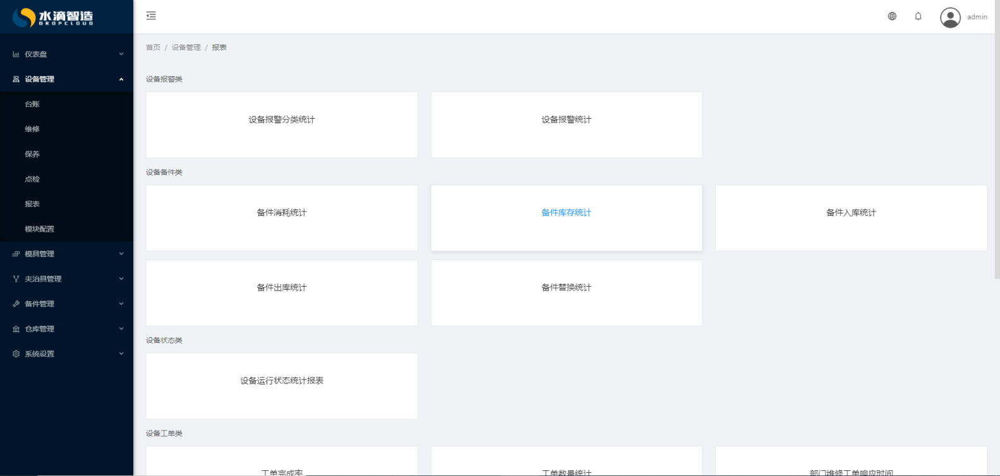 水滴智造
DROPCLOUD
admin
首页 / 设备管理 / 报表
仪表盘
设备管理
台账
维修
保养
点检
报表
模块配置
模具管理
夹治具管理
备件管理
仓库管理
系统设置
设备报警类
设备报警分类统计
设备报警统计
设备备件类
备件消耗统计
备件库存统计
备件入库统计
备件出库统计
备件替换统计
设备状态类
设备运行状态统计报表
设备工单类
工单完成率
工单数量统计
部门维修工单响应时间